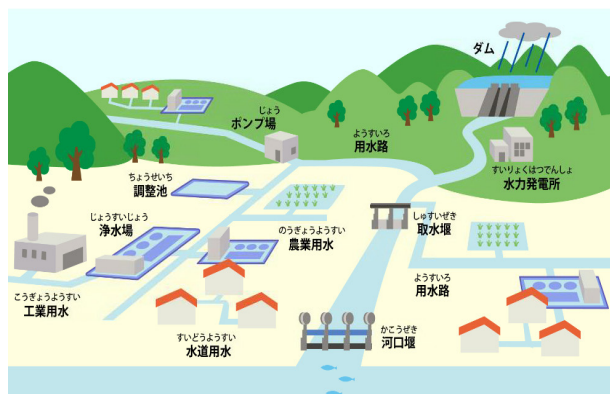 ダム
じょう
ポンプ場
ようすいろ
用水路
すいりょくはつでんしょ
水力発電所
ちょうせいち
調整池
じょうすいじょう
浄水場
のうぎょうようすい
農業用水
しゅすいぜき
取水堰
こうぎょうようすい
工業用水
ようすいろ
用水路
すいどうようすい
水道用水
かこうぜき
河口堰